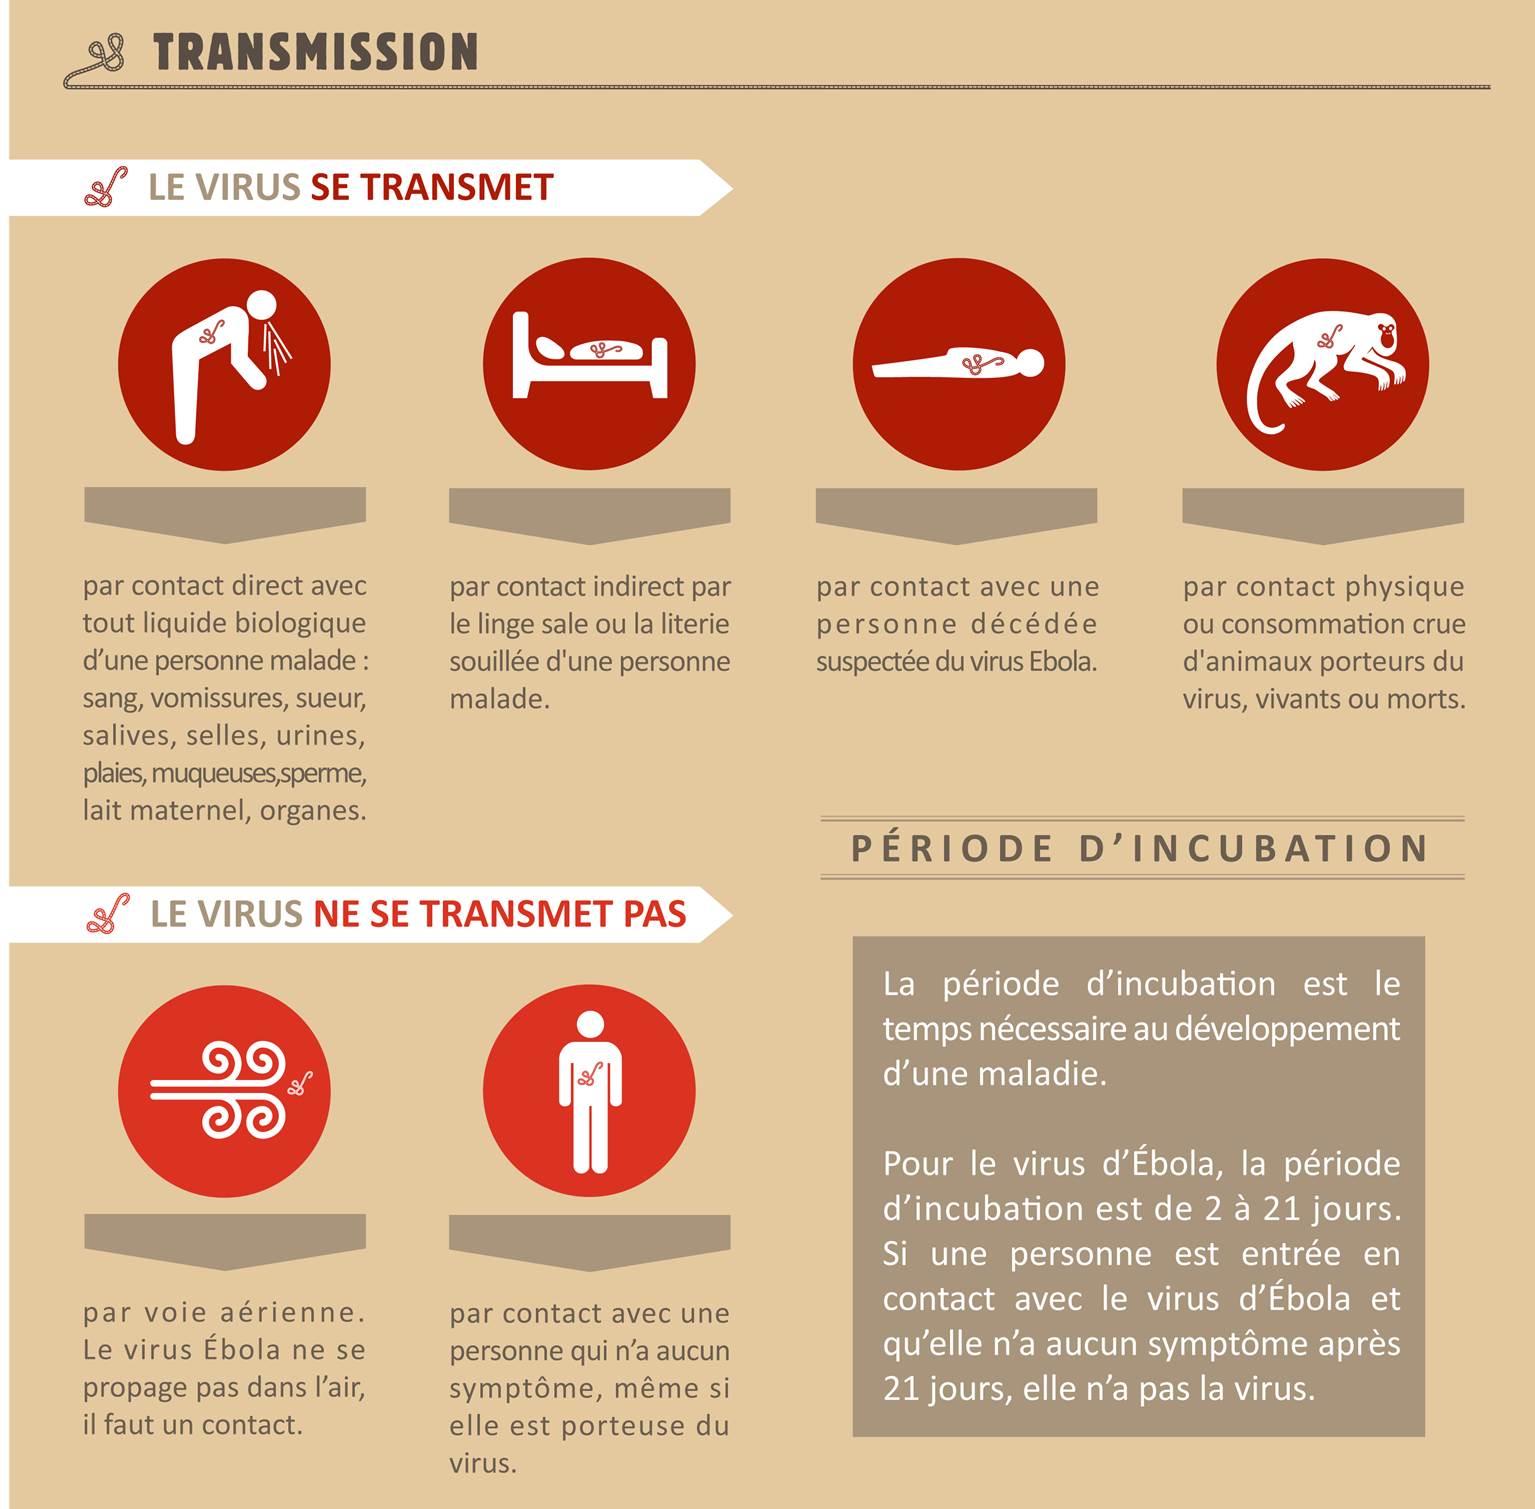 TRANSMISSION
LE VIRUS SE TRANSMET
par contact direct avec
tout liquide biologique
d’une personne malade :
sang, vomissures, sueur,
salives, selles, urines,
plaies, muqueuses,sperme,
lait maternel, organes.
par contact indirect par
le linge sale ou la literie
souillée d'une personne
malade.
par contact avec une
personne décédée
suspectée du virus Ebola.
par contact physique
ou consommation crue
d'animaux porteurs du
virus, vivants ou morts.
LE VIRUS NE SE TRANSMET PAS
par voie aérienne.
Le virus Ébola ne se
propage pas dans l’air,
il faut un contact.
par contact avec une
personne qui n’a aucun
symptôme, même si
elle est porteuse du
virus.
PÉRIODE D’INCUBATION
La période d’incubation est le
temps nécessaire au développement
d’une maladie.
Pour le virus d’Ébola, la période
d’incubation est de 2 à 21 jours.
Si une personne est entrée en
contact avec le virus d’Ébola et
qu’elle n’a aucun symptôme après
21 jours, elle n’a pas la virus.